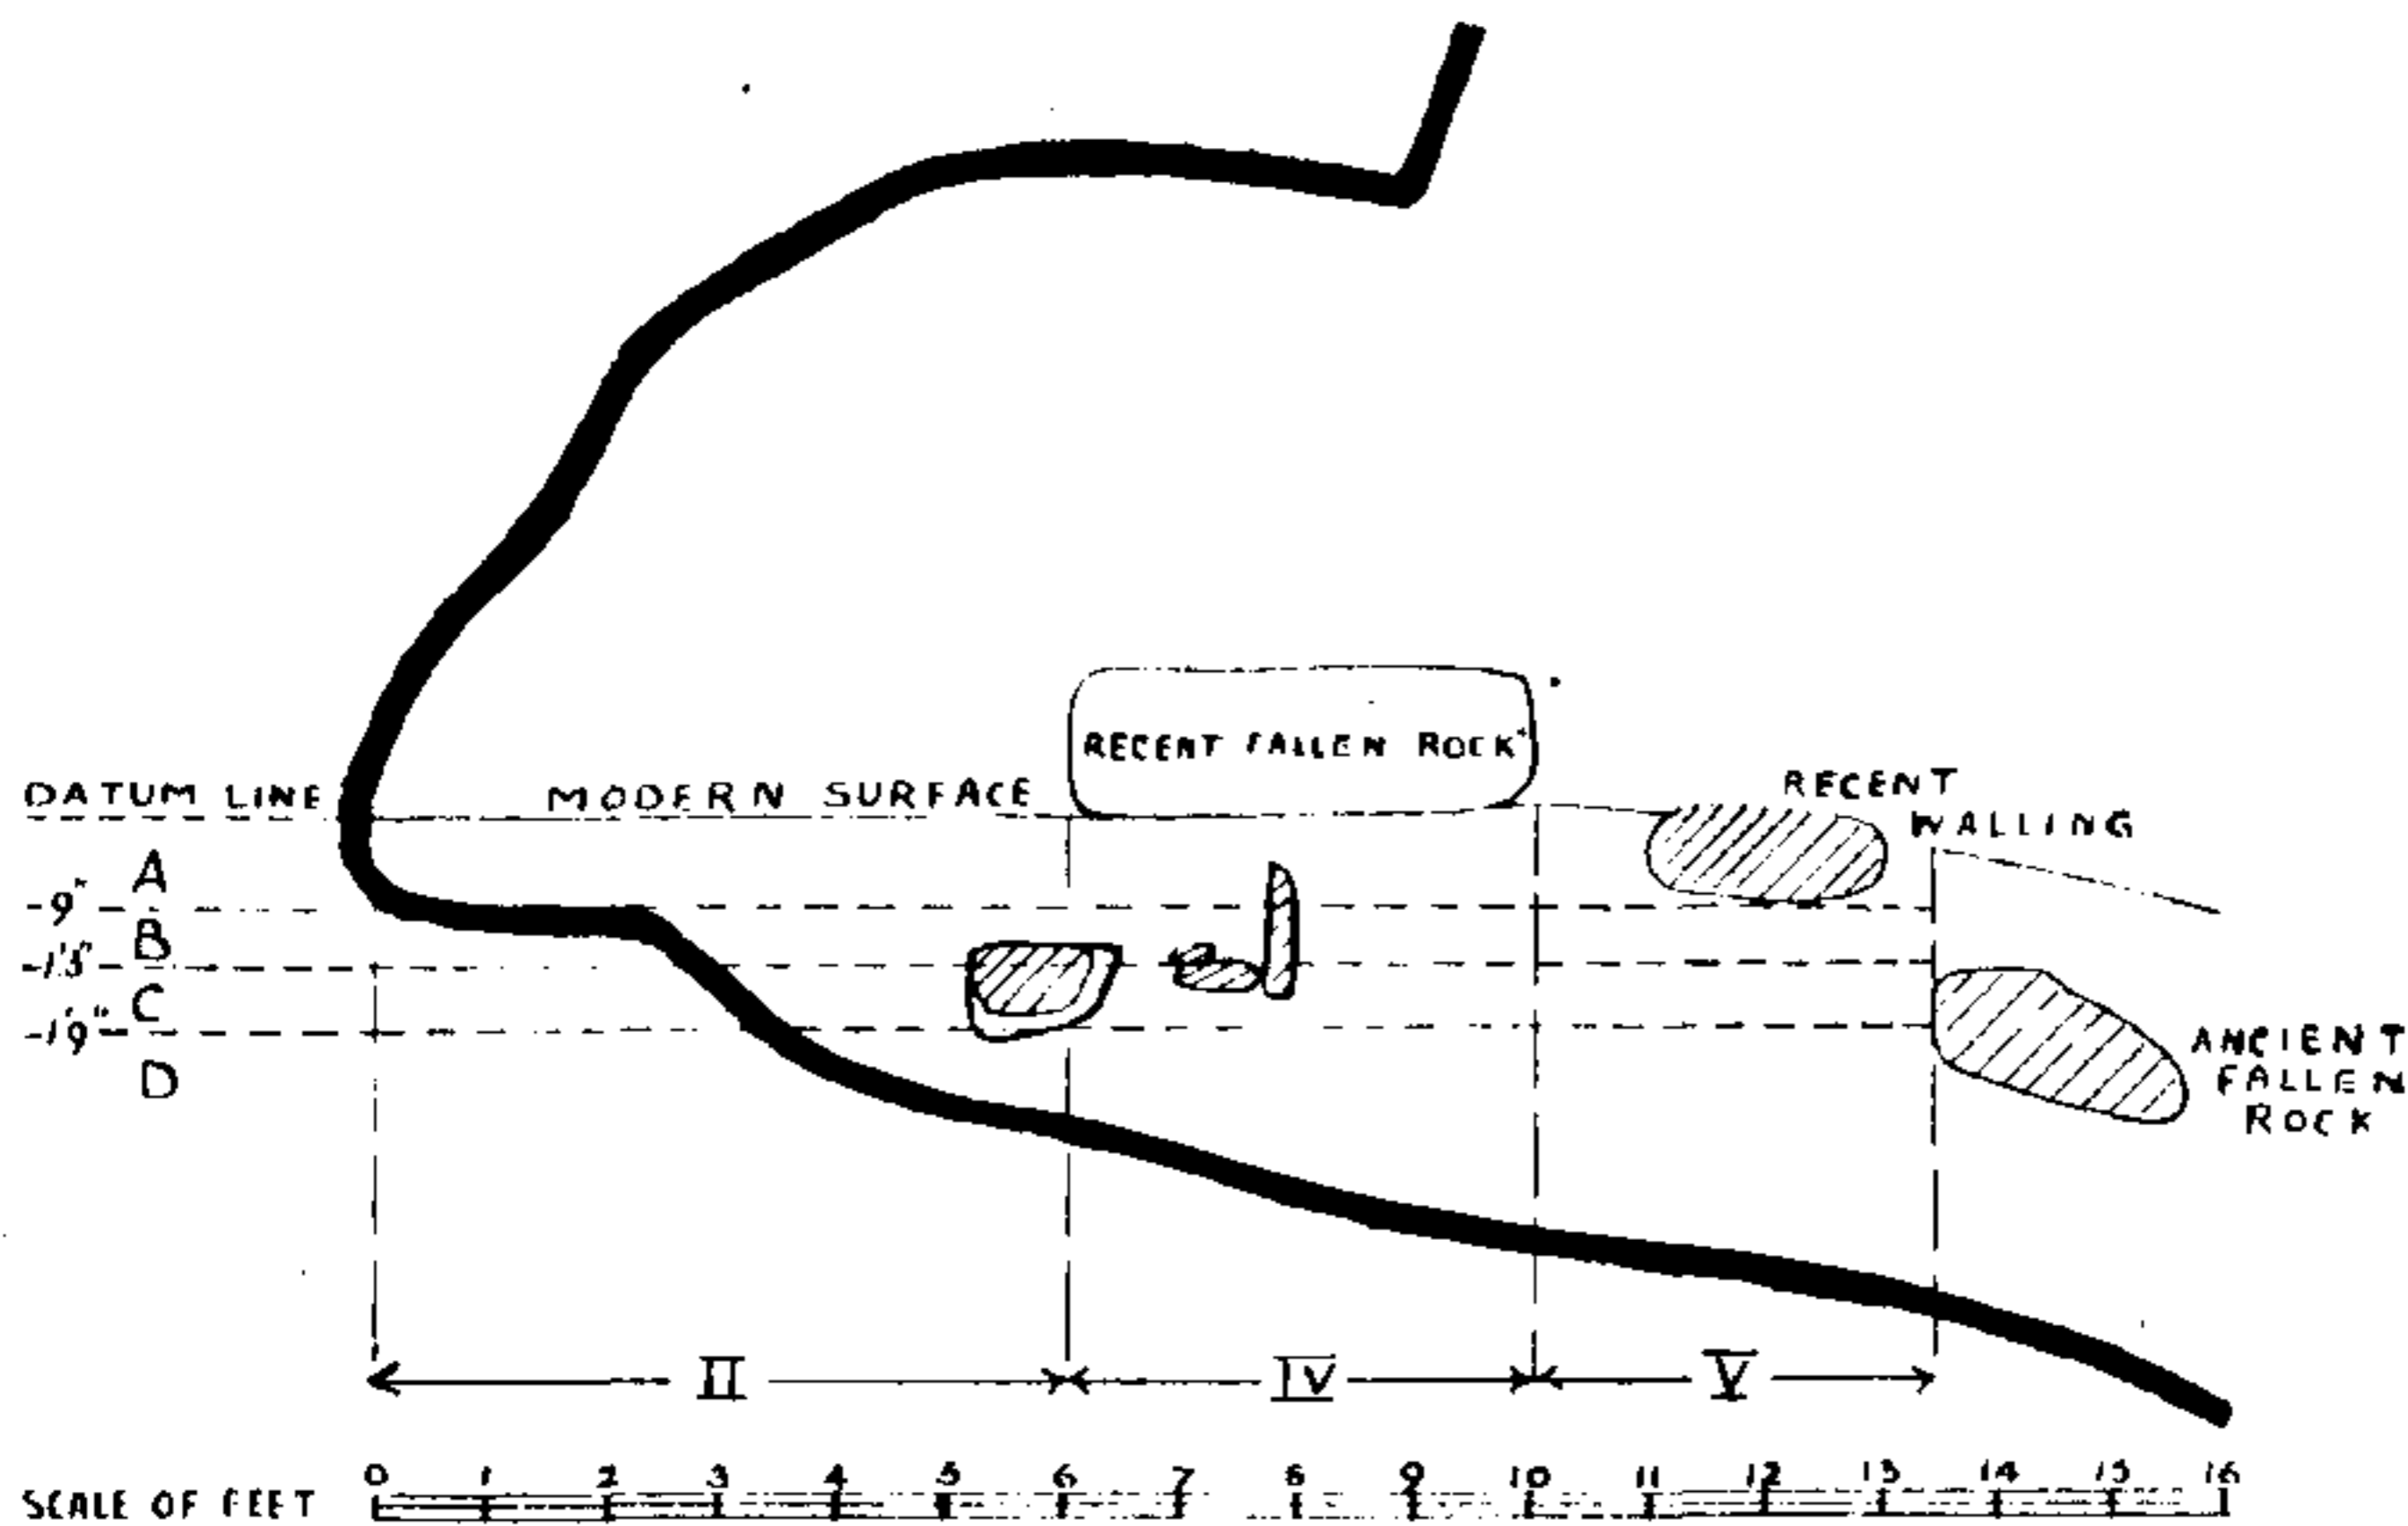 RECENT FALLEN ROCK
DATUM LINE
MODERN SURFACE
RECENT
WALLING
A
-9"
B
-1'3"
C
-1'9"
D
ANCIENT
FALLEN
ROCK
II
IV
V
0 1 2 3 4 5 6 7 8 9 10 11 12 13 14 15 16
SCALE OF FEET